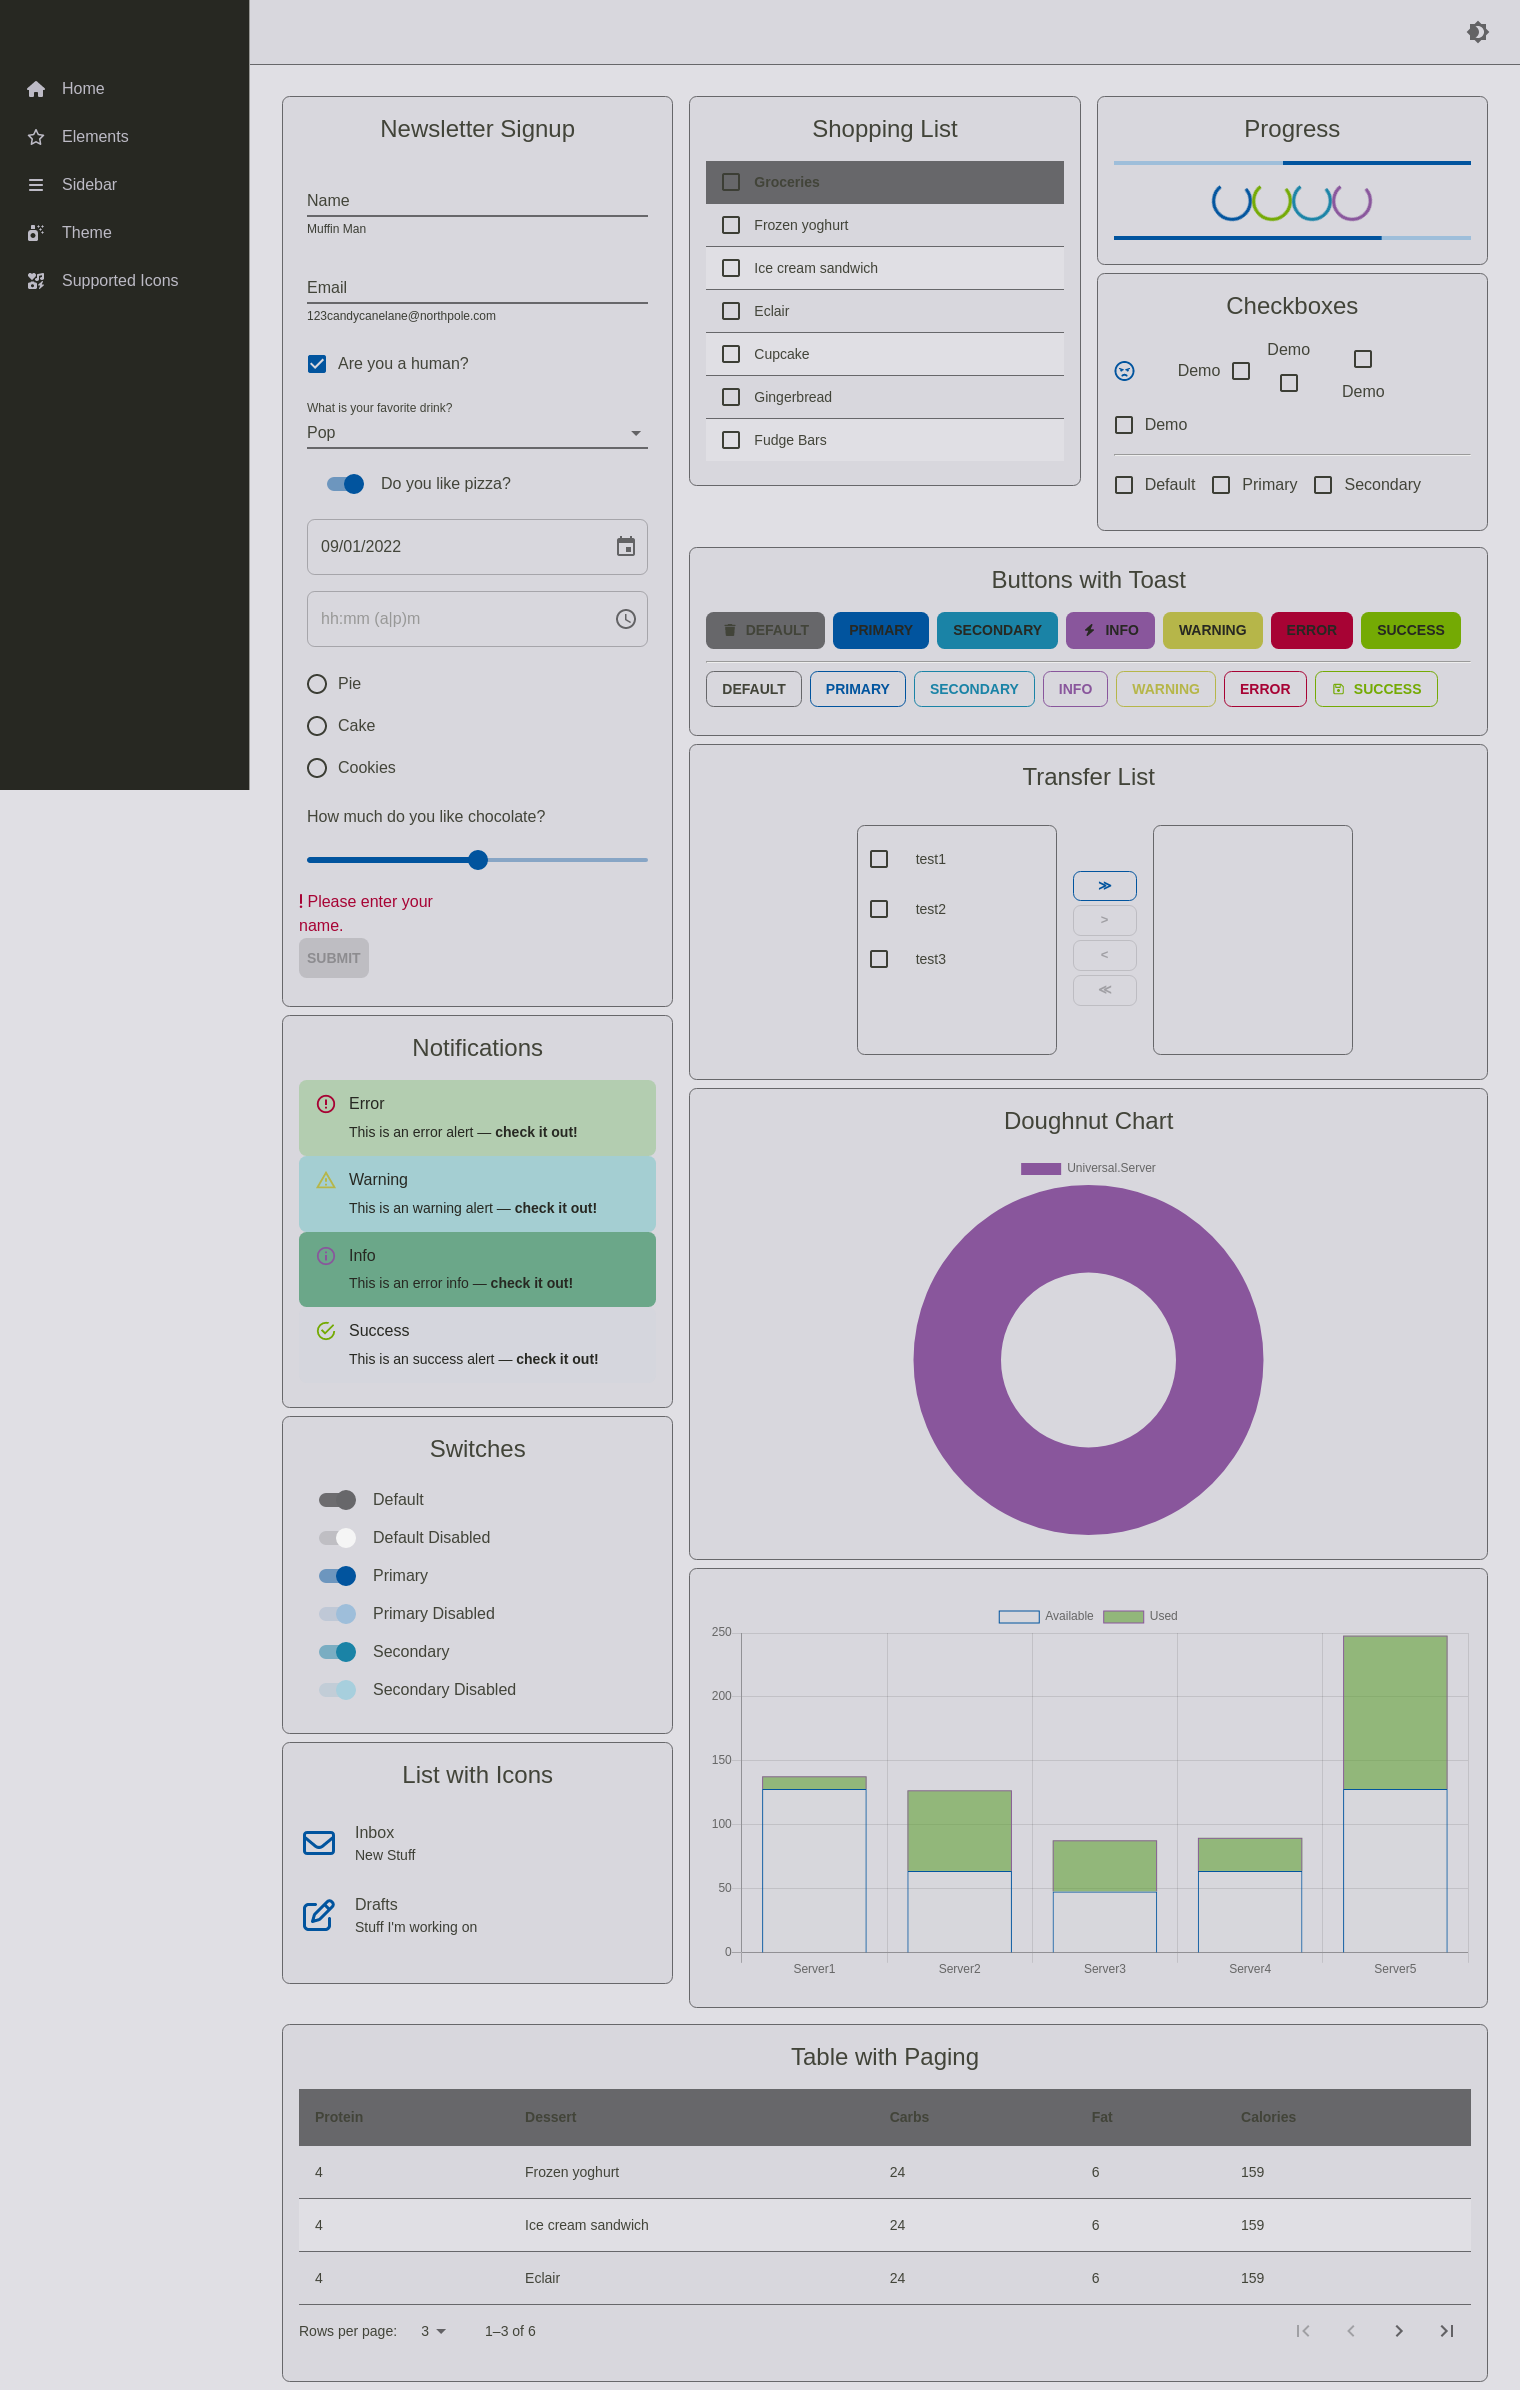 Home
Elements
Sidebar
Theme
Supported Icons
Newsletter Signup
Name
Muffin Man
Email
123candycanelane@northpole.com
Are you a human?
What is your favorite drink?
Pop
Do you like pizza?
09/01/2022
hh:mm (a|p)m
Pie
Cake
Cookies
How much do you like chocolate?
! Please enter your
name.
SUBMIT
Notifications
Error
This is an error alert — check it out!
Warning
This is an warning alert — check it out!
Info
This is an error info — check it out!
Success
This is an success alert — check it out!
Switches
Default
Default Disabled
Primary
Primary Disabled
Secondary
Secondary Disabled
List with Icons
Inbox
New Stuff
Drafts
Stuff I'm working on
Shopping List
Groceries
Frozen yoghurt
Ice cream sandwich
Eclair
Cupcake
Gingerbread
Fudge Bars
Progress
Checkboxes
Demo
Demo
Demo
Demo
Default Primary Secondary
Buttons with Toast
DEFAULT PRIMARY SECONDARY INFO WARNING ERROR SUCCESS
DEFAULT PRIMARY SECONDARY INFO WARNING ERROR SUCCESS
Transfer List
test1
test2
test3
≫
>
<
≪
Doughnut Chart
Universal.Server
Available Used
250
200
150
100
50
0
Server1 Server2 Server3 Server4 Server5
Table with Paging
Protein Dessert Carbs Fat Calories
4 Frozen yoghurt 24 6 159
4 Ice cream sandwich 24 6 159
4 Eclair 24 6 159
Rows per page: 3 1–3 of 6